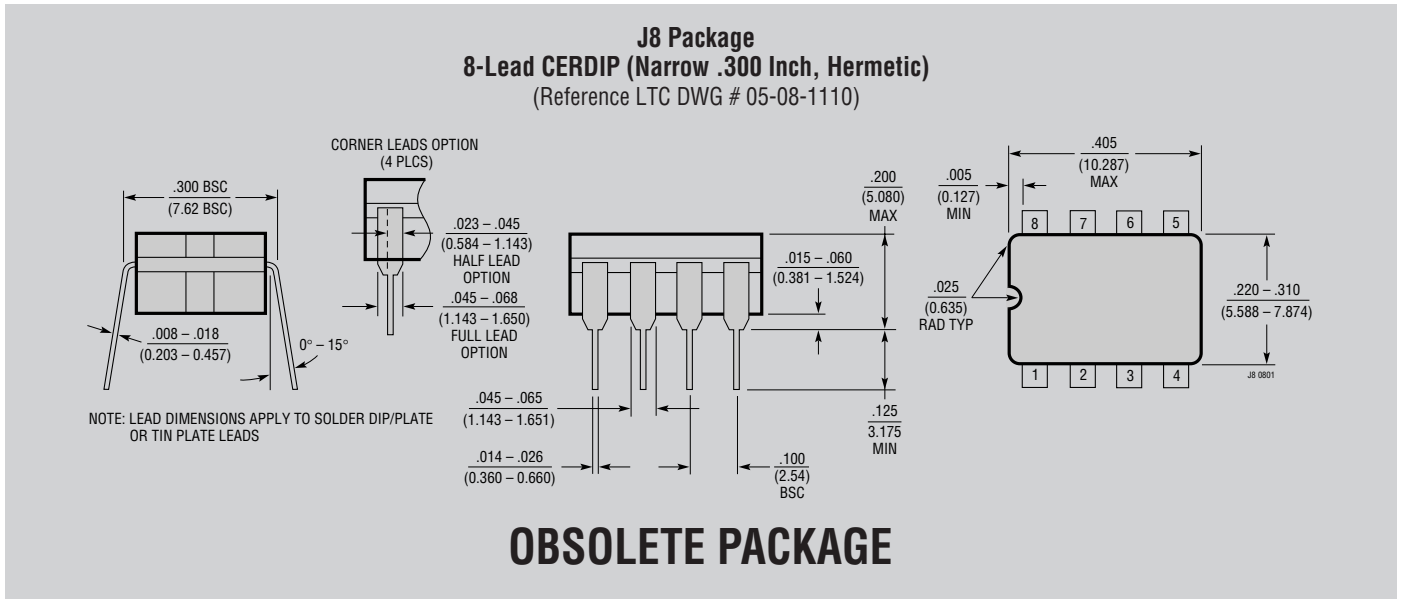 J8 Package
8-Lead CERDIP (Narrow .300 Inch, Hermetic)
(Reference LTC DWG # 05-08-1110)
CORNER LEADS OPTION
(4 PLCS)
.300 BSC
(7.62 BSC)
.008 – .018
(0.203 – 0.457)
0° – 15°
NOTE: LEAD DIMENSIONS APPLY TO SOLDER DIP/PLATE
OR TIN PLATE LEADS
.023 – .045
(0.584 – 1.143)
HALF LEAD
OPTION
.045 – .068
(1.143 – 1.650)
FULL LEAD
OPTION
.200
(5.080)
MAX
.015 – .060
(0.381 – 1.524)
.045 – .065
(1.143 – 1.651)
.014 – .026
(0.360 – 0.660)
.100
(2.54)
BSC
.125
3.175
MIN
.005
(0.127)
MIN
.405
(10.287)
MAX
8 7 6 5
.025
(0.635)
RAD TYP
.220 – .310
(5.588 – 7.874)
1 2 3 4
J8 0801
OBSOLETE PACKAGE